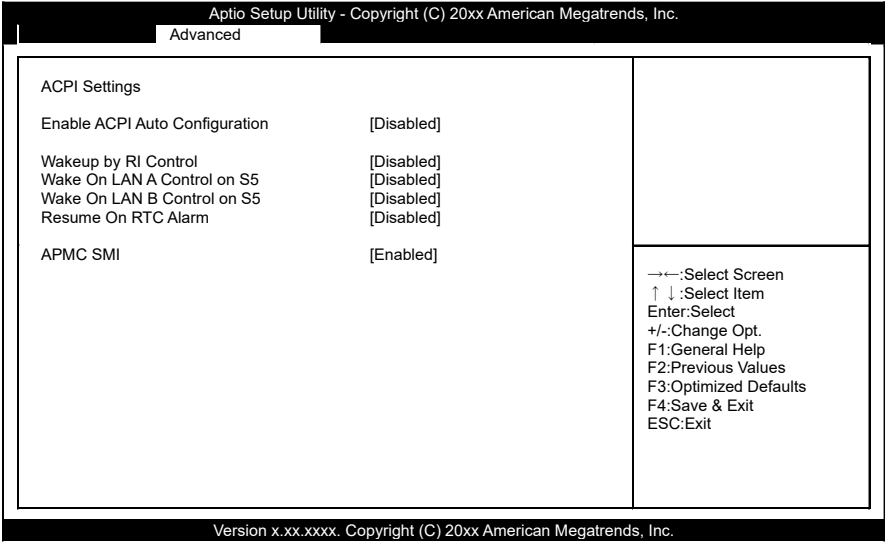 Aptio Setup Utility - Copyright (C) 20xx American Megatrends, Inc.
Advanced
ACPI Settings
Enable ACPI Auto Configuration [Disabled]
Wakeup by RI Control [Disabled]
Wake On LAN A Control on S5 [Disabled]
Wake On LAN B Control on S5 [Disabled]
Resume On RTC Alarm [Disabled]
APMC SMI [Enabled]
→←:Select Screen
↑↓:Select Item
Enter:Select
+/-:Change Opt.
F1:General Help
F2:Previous Values
F3:Optimized Defaults
F4:Save & Exit
ESC:Exit
Version x.xx.xxxx. Copyright (C) 20xx American Megatrends, Inc.